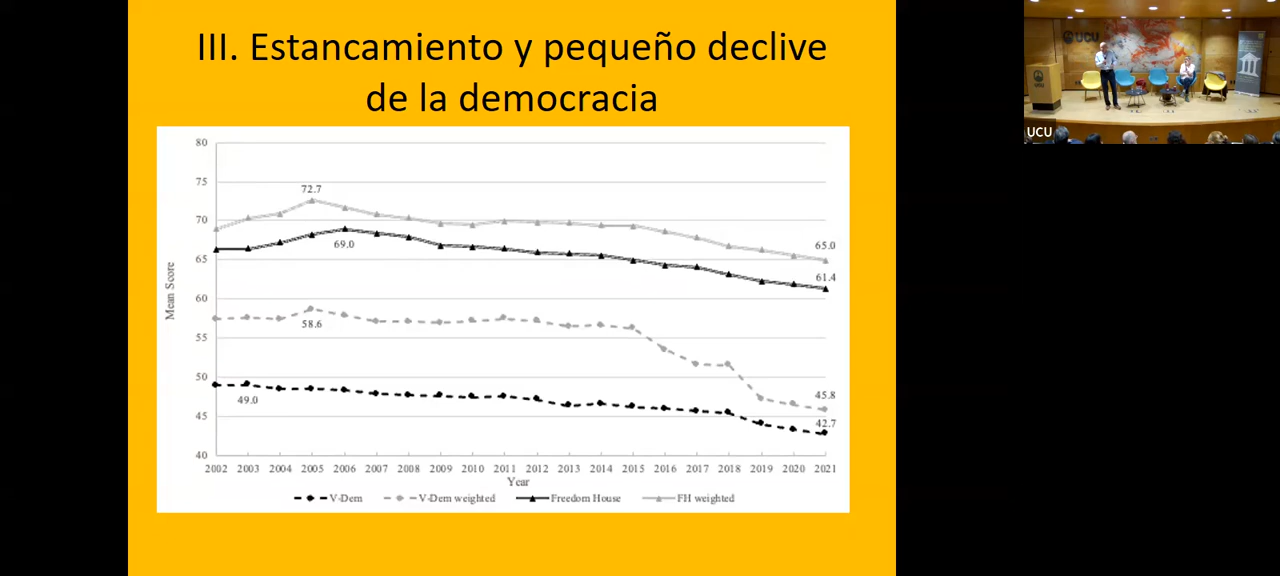 III. Estancamiento y pequeño declive
de la democracia
80
75
70
65
60
55
50
45
40
Mean Score
72.7
69.0
58.6
49.0
65.0
61.4
45.8
42.7
2002 2003 2004 2005 2006 2007 2008 2009 2010 2011 2012 2013 2014 2015 2016 2017 2018 2019 2020 2021
Year
V-Dem V-Dem weighted Freedom House FH weighted
UCU
UCU